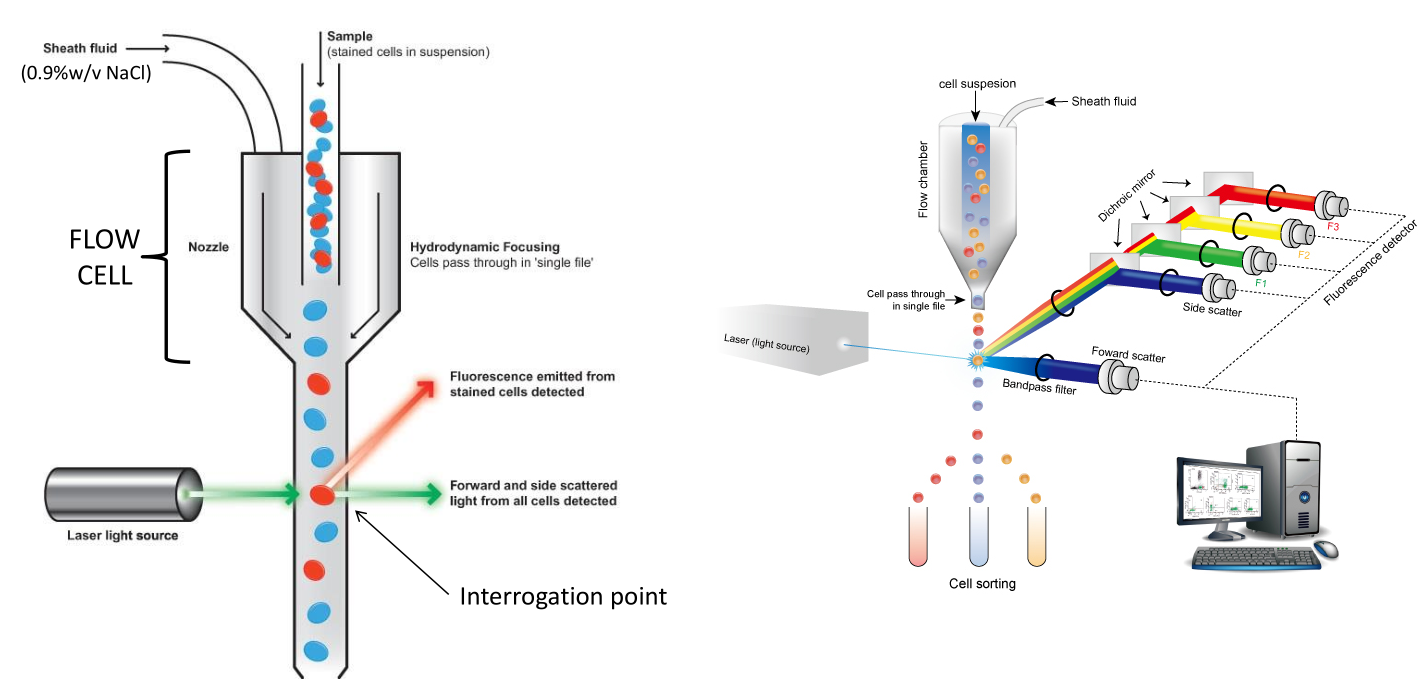 Sheath fluid
(0.9%w/v NaCl)
Sample
(stained cells in suspension)
FLOW
CELL
Nozzle
Hydrodynamic Focusing
Cells pass through in 'single file'
Fluorescence emitted from
stained cells detected
Forward and side scattered
light from all cells detected
Laser light source
Interrogation point
cell suspesion
Sheath fluid
Flow chamber
Dichroic mirror
F3
F2
F1
Fluorescence detector
Side scatter
Cell pass through
in single file
Laser (light source)
Foward scatter
Bandpass filter
Cell sorting